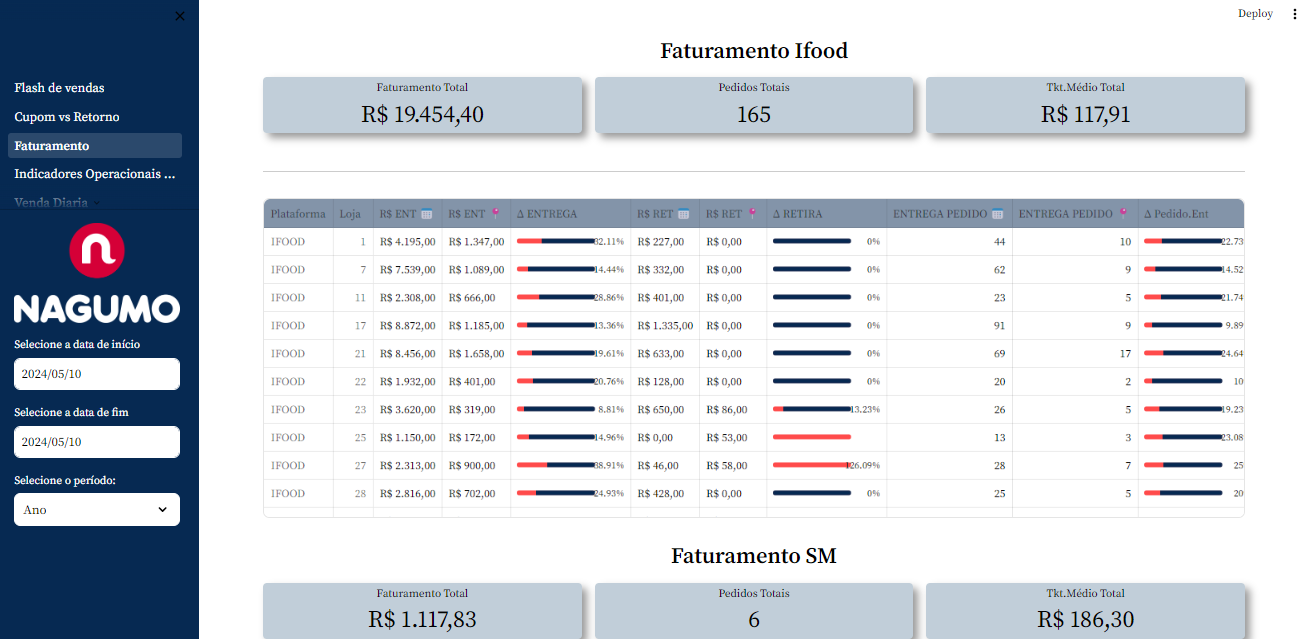 Deploy
Flash de vendas
Cupom vs Retorno
Faturamento
Indicadores Operacionais ...
Venda Diaria
NAGUMO
Selecione a data de início
2024/05/10
Selecione a data de fim
2024/05/10
Selecione o período:
Ano
Faturamento Ifood
Faturamento Total
R$ 19.454,40
Pedidos Totais
165
Tkt.Médio Total
R$ 117,91
Plataforma Loja R$ ENT R$ ENT Δ ENTREGA R$ RET R$ RET Δ RETIRA ENTREGA PEDIDO ENTREGA PEDIDO Δ Pedido.Ent
IFOOD 1 R$ 4.195,00 R$ 1.347,00 32.11% R$ 227,00 R$ 0,00 0% 44 10 22.73
IFOOD 7 R$ 7.539,00 R$ 1.089,00 14.44% R$ 332,00 R$ 0,00 0% 62 9 14.52
IFOOD 11 R$ 2.308,00 R$ 666,00 28.86% R$ 401,00 R$ 0,00 0% 23 5 21.74
IFOOD 17 R$ 8.872,00 R$ 1.185,00 13.36% R$ 1.335,00 R$ 0,00 0% 91 9 9.89
IFOOD 21 R$ 8.456,00 R$ 1.658,00 19.61% R$ 633,00 R$ 0,00 0% 69 17 24.64
IFOOD 22 R$ 1.932,00 R$ 401,00 20.76% R$ 128,00 R$ 0,00 0% 20 2 10
IFOOD 23 R$ 3.620,00 R$ 319,00 8.81% R$ 650,00 R$ 86,00 13.23% 26 5 19.23
IFOOD 25 R$ 1.150,00 R$ 172,00 14.96% R$ 0,00 R$ 53,00 13 3 23.08
IFOOD 27 R$ 2.313,00 R$ 900,00 38.91% R$ 46,00 R$ 58,00 126.09% 28 7 25
IFOOD 28 R$ 2.816,00 R$ 702,00 24.93% R$ 428,00 R$ 0,00 0% 25 5 20
Faturamento SM
Faturamento Total
R$ 1.117,83
Pedidos Totais
6
Tkt.Médio Total
R$ 186,30